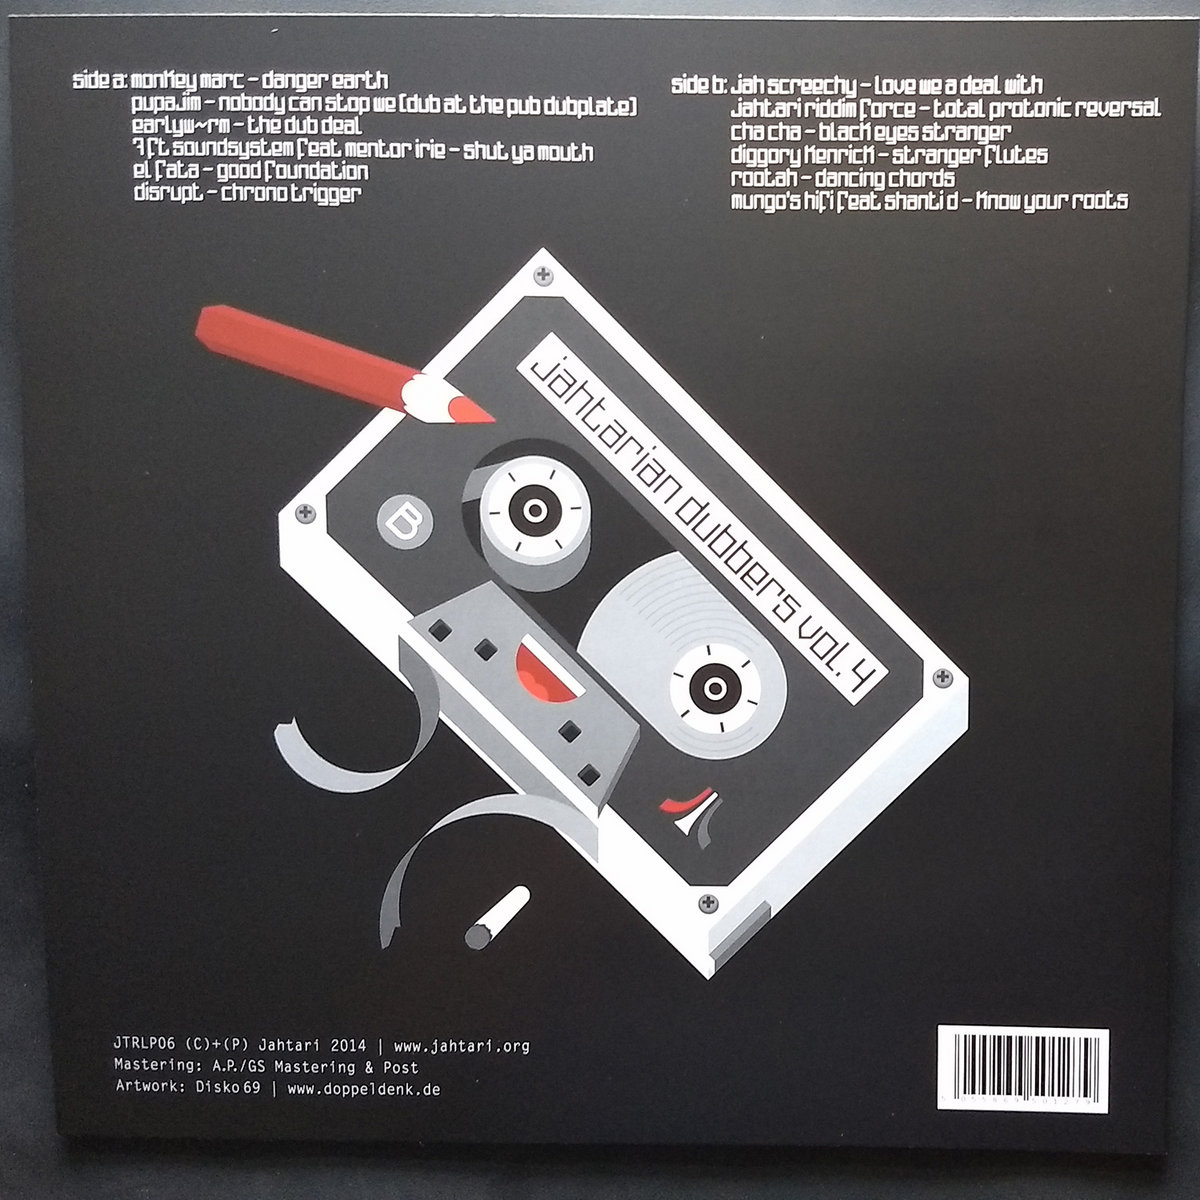 side a: monkey marc – danger earth
pupajim – nobody can stop we (dub at the pub dubplate)
earlyw~rm – the dub deal
7 ft soundsystem feat mentor irie – shut ya mouth
el fata – good foundation
disrupt – chrono trigger
side b: jah screechy – love we a deal with
jahtari riddim force – total protonic reversal
cha cha – black eyes stranger
diggory kenrick – stranger flutes
rootah – dancing chords
mungo's hifi feat shanti d – know your roots
jahtarian dubbers vol. 4
B
JTRLP06 (C)+(P) Jahtari 2014 | www.jahtari.org
Mastering: A.P./GS Mastering & Post
Artwork: Disko69 | www.doppeldenk.de